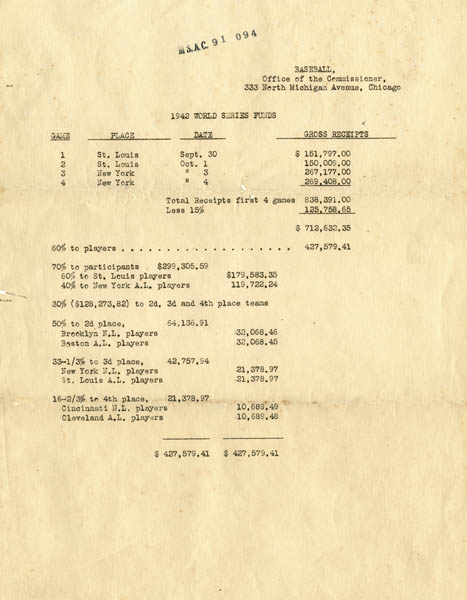 M.S.A.C. 91 094
BASEBALL,
Office of the Commissioner,
333 North Michigan Avenue, Chicago
1942 WORLD SERIES FUNDS
GAME PLACE DATE GROSS RECEIPTS
1 St. Louis Sept. 30 $ 151,797.00
2 St. Louis Oct. 1 150,009.00
3 New York " 3 267,177.00
4 New York " 4 269,408.00
Total Receipts first 4 games 838,391.00
Less 15% 125,758.65
$ 712,632.35
60% to players . . . . . . . . . . . . . . . . . . . 427,579.41
70% to participants $299,305.59
60% to St. Louis players $179,583.35
40% to New York A.L. players 119,722.24
30% ($128,273.82) to 2d, 3d and 4th place teams
50% to 2d place, 64,136.91
Brooklyn N.L. players 32,068.46
Boston A.L. players 32,068.45
33-1/3% to 3d place, 42,757.94
New York N.L. players 21,378.97
St. Louis A.L. players 21,378.97
16-2/3% to 4th place, 21,378.97
Cincinnati N.L. players 10,689.49
Cleveland A.L. players 10,689.48
$ 427,579.41 $ 427,579.41